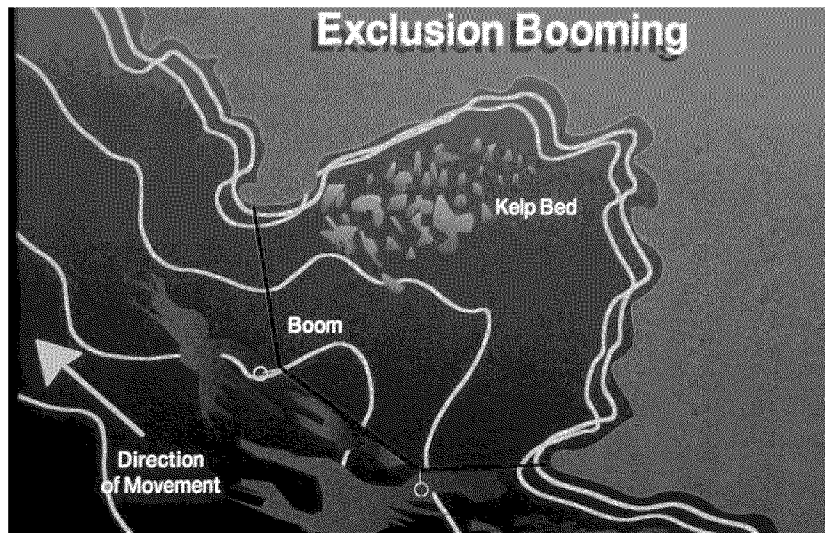 Exclusion Booming
Kelp Bed
Boom
Direction
of Movement